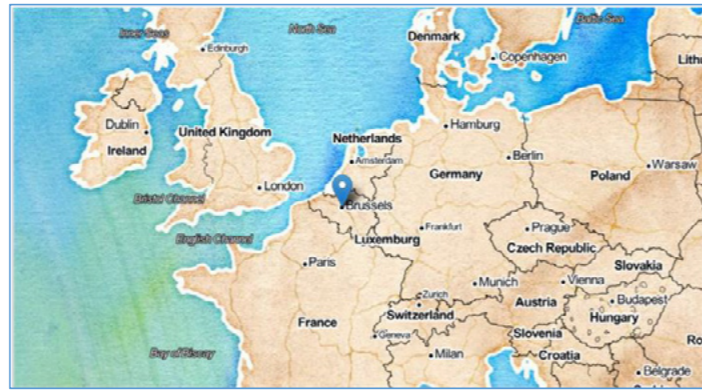 Inner Seas
North Sea
Baltic Sea
Edinburgh
Denmark
Copenhagen
Dublin
Ireland
United Kingdom
Netherlands
Hamburg
Amsterdam
Berlin
Germany
Poland
Warsaw
London
Bristol Channel
Brussels
English Channel
Luxemburg
Frankfurt
Prague
Czech Republic
Paris
Slovakia
Munich
Vienna
Zurich
Austria
Budapest
Switzerland
Hungary
France
Geneva
Slovenia
Bay of Biscay
Milan
Croatia
Belgrade